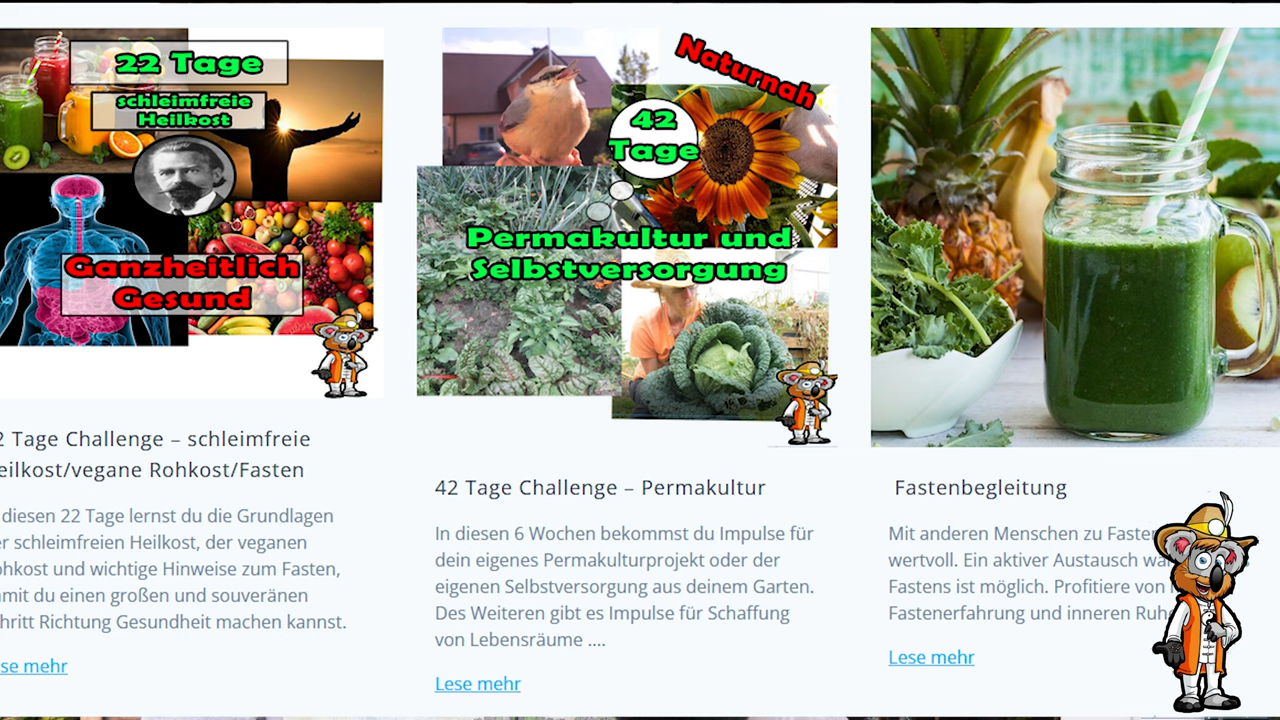 22 Tage
schleimfreie
Heilkost
Ganzheitlich
Gesund
2 Tage Challenge – schleimfreie
eilkost/vegane Rohkost/Fasten
diesen 22 Tage lernst du die Grundlagen
er schleimfreien Heilkost, der veganen
ohkost und wichtige Hinweise zum Fasten,
amit du einen großen und souveränen
chritt Richtung Gesundheit machen kannst.
se mehr
Naturnah
42
Tage
Permakultur und
Selbstversorgung
42 Tage Challenge – Permakultur
In diesen 6 Wochen bekommst du Impulse für
dein eigenes Permakulturprojekt oder der
eigenen Selbstversorgung aus deinem Garten.
Des Weiteren gibt es Impulse für Schaffung
von Lebensräume ....
Lese mehr
Fastenbegleitung
Mit anderen Menschen zu Fasten
wertvoll. Ein aktiver Austausch
Fastens ist möglich. Profitiere von
Fastenerfahrung und inneren Ruhe
Lese mehr